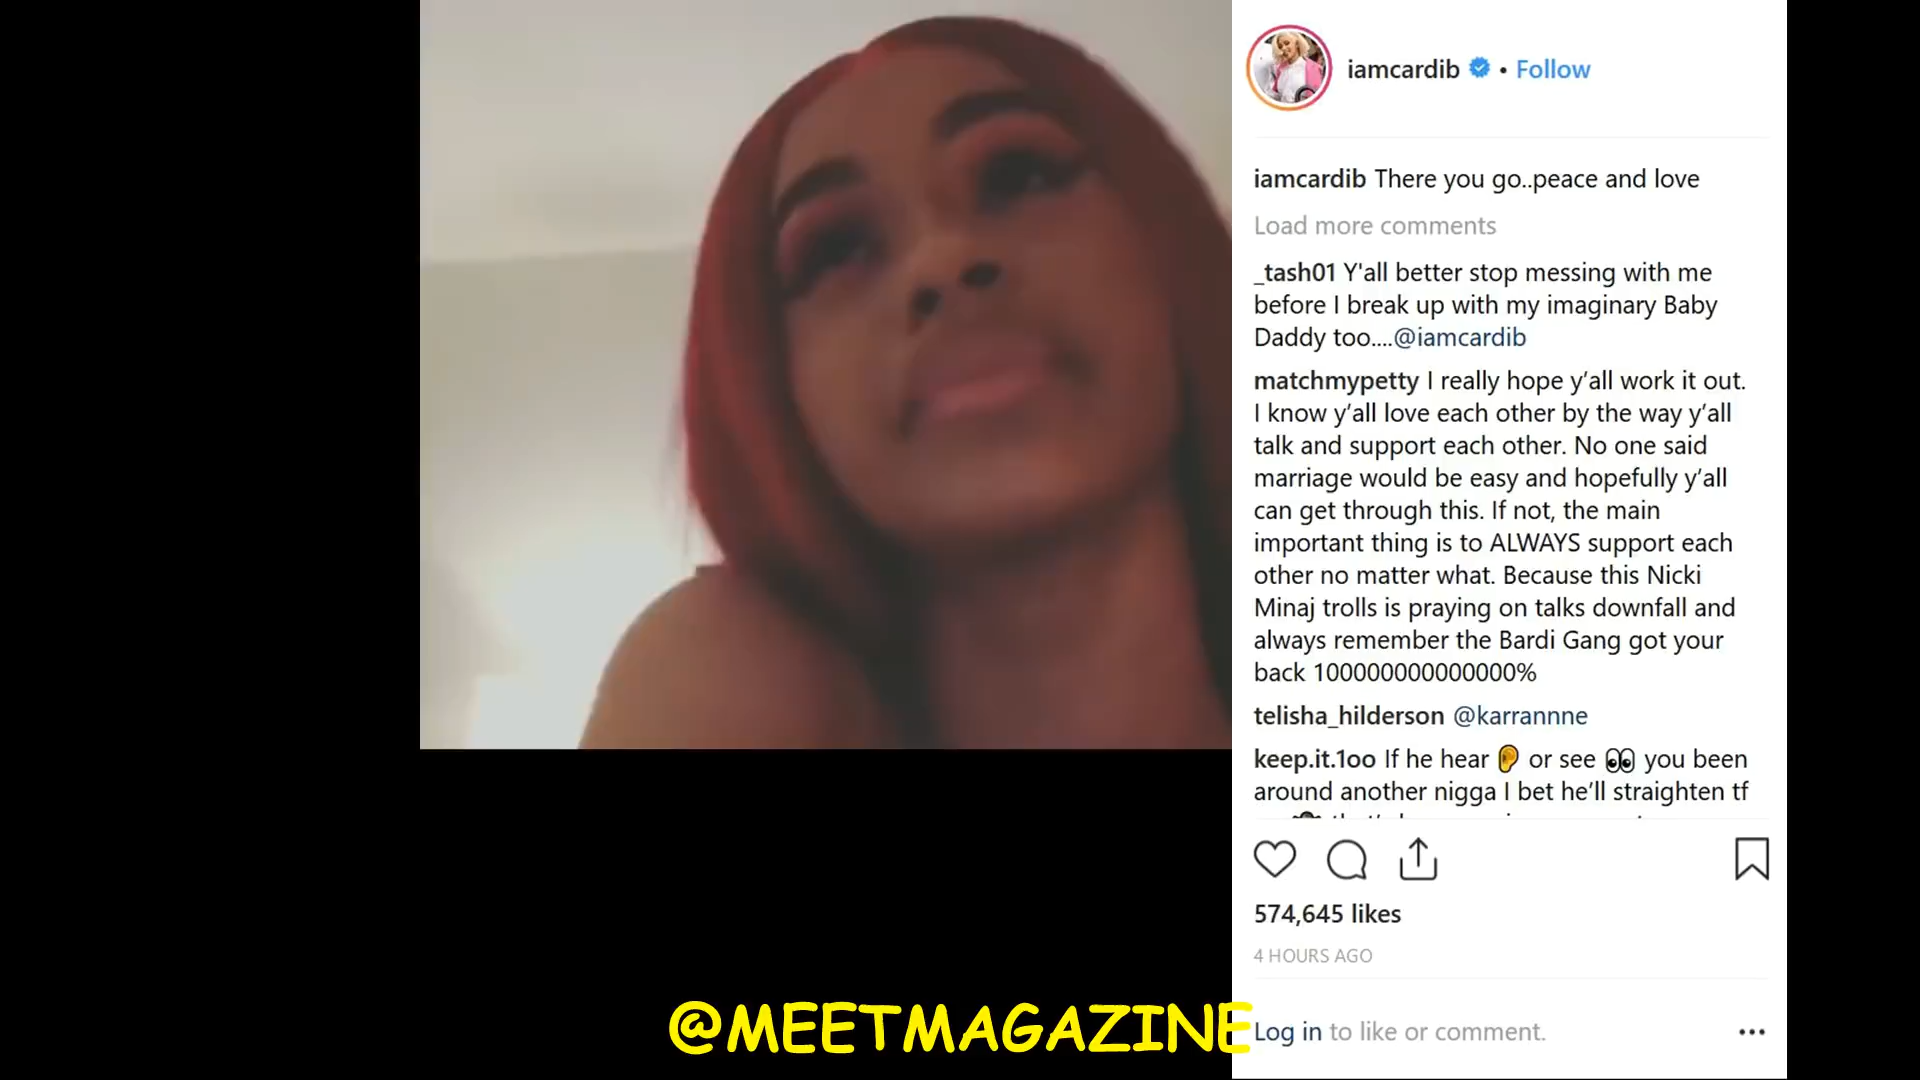 iamcardib • Follow
iamcardib There you go..peace and love
Load more comments
_tash01 Y'all better stop messing with me
before I break up with my imaginary Baby
Daddy too....@iamcardib
matchmypetty I really hope y’all work it out.
I know y’all love each other by the way y’all
talk and support each other. No one said
marriage would be easy and hopefully y’all
can get through this. If not, the main
important thing is to ALWAYS support each
other no matter what. Because this Nicki
Minaj trolls is praying on talks downfall and
always remember the Bardi Gang got your
back 100000000000000%
telisha_hilderson @karrannne
keep.it.1oo If he hear 👂 or see 👀 you been
around another nigga I bet he’ll straighten tf
574,645 likes
4 HOURS AGO
Log in to like or comment.
@MEETMAGAZINE